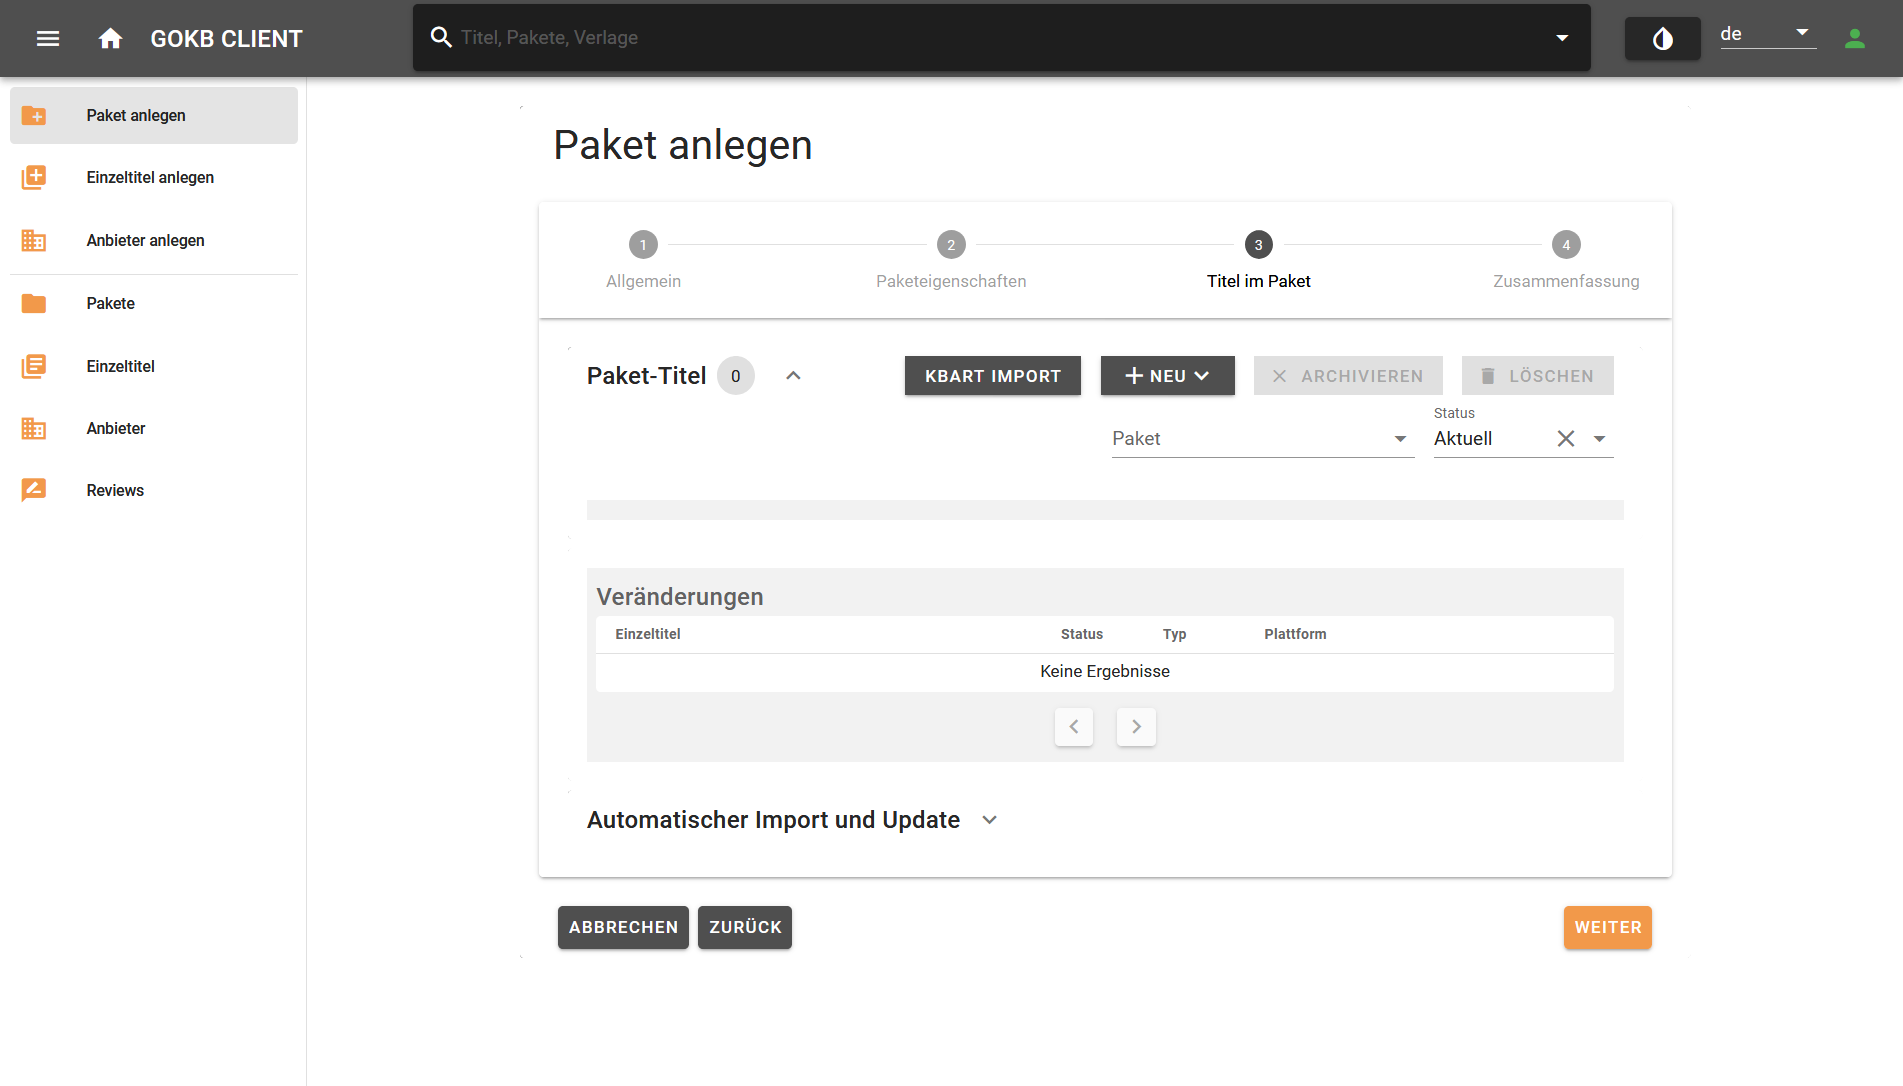 GOKB CLIENT
Titel, Pakete, Verlage
de
Paket anlegen
Einzeltitel anlegen
Anbieter anlegen
Pakete
Einzeltitel
Anbieter
Reviews
Paket anlegen
1
2
3
4
Allgemein
Paketeigenschaften
Titel im Paket
Zusammenfassung
Paket-Titel 0
KBART IMPORT
NEU
ARCHIVIEREN
LÖSCHEN
Paket
Status
Aktuell
Veränderungen
Einzeltitel Status Typ Plattform
Keine Ergebnisse
Automatischer Import und Update
ABBRECHEN
ZURÜCK
WEITER